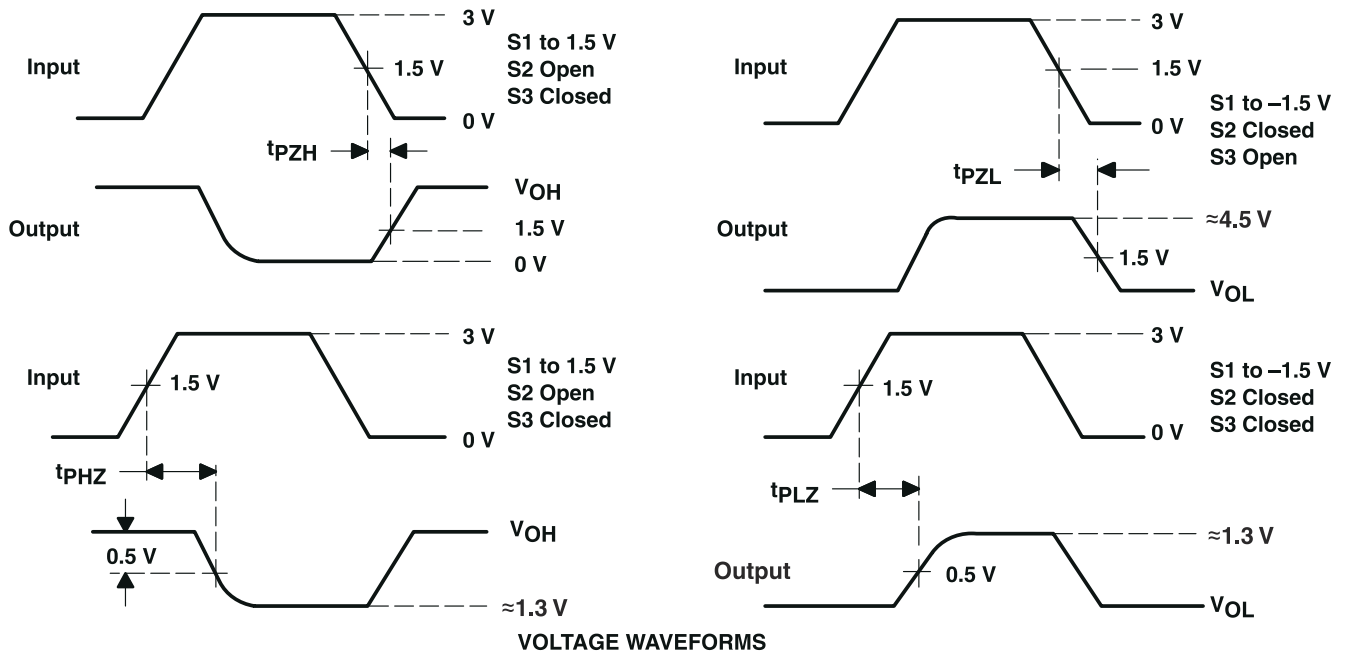 3 V
S1 to 1.5 V
S2 Open
S3 Closed
Input
1.5 V
0 V
tPZH
VOH
Output
1.5 V
0 V
3 V
Input
1.5 V
S1 to –1.5 V
S2 Closed
S3 Open
0 V
tPZL
≈4.5 V
Output
1.5 V
VOL
3 V
S1 to 1.5 V
S2 Open
S3 Closed
Input
1.5 V
0 V
tPHZ
VOH
0.5 V
≈1.3 V
3 V
S1 to –1.5 V
S2 Closed
S3 Closed
Input
1.5 V
0 V
tPLZ
≈1.3 V
Output
0.5 V
VOL
VOLTAGE WAVEFORMS